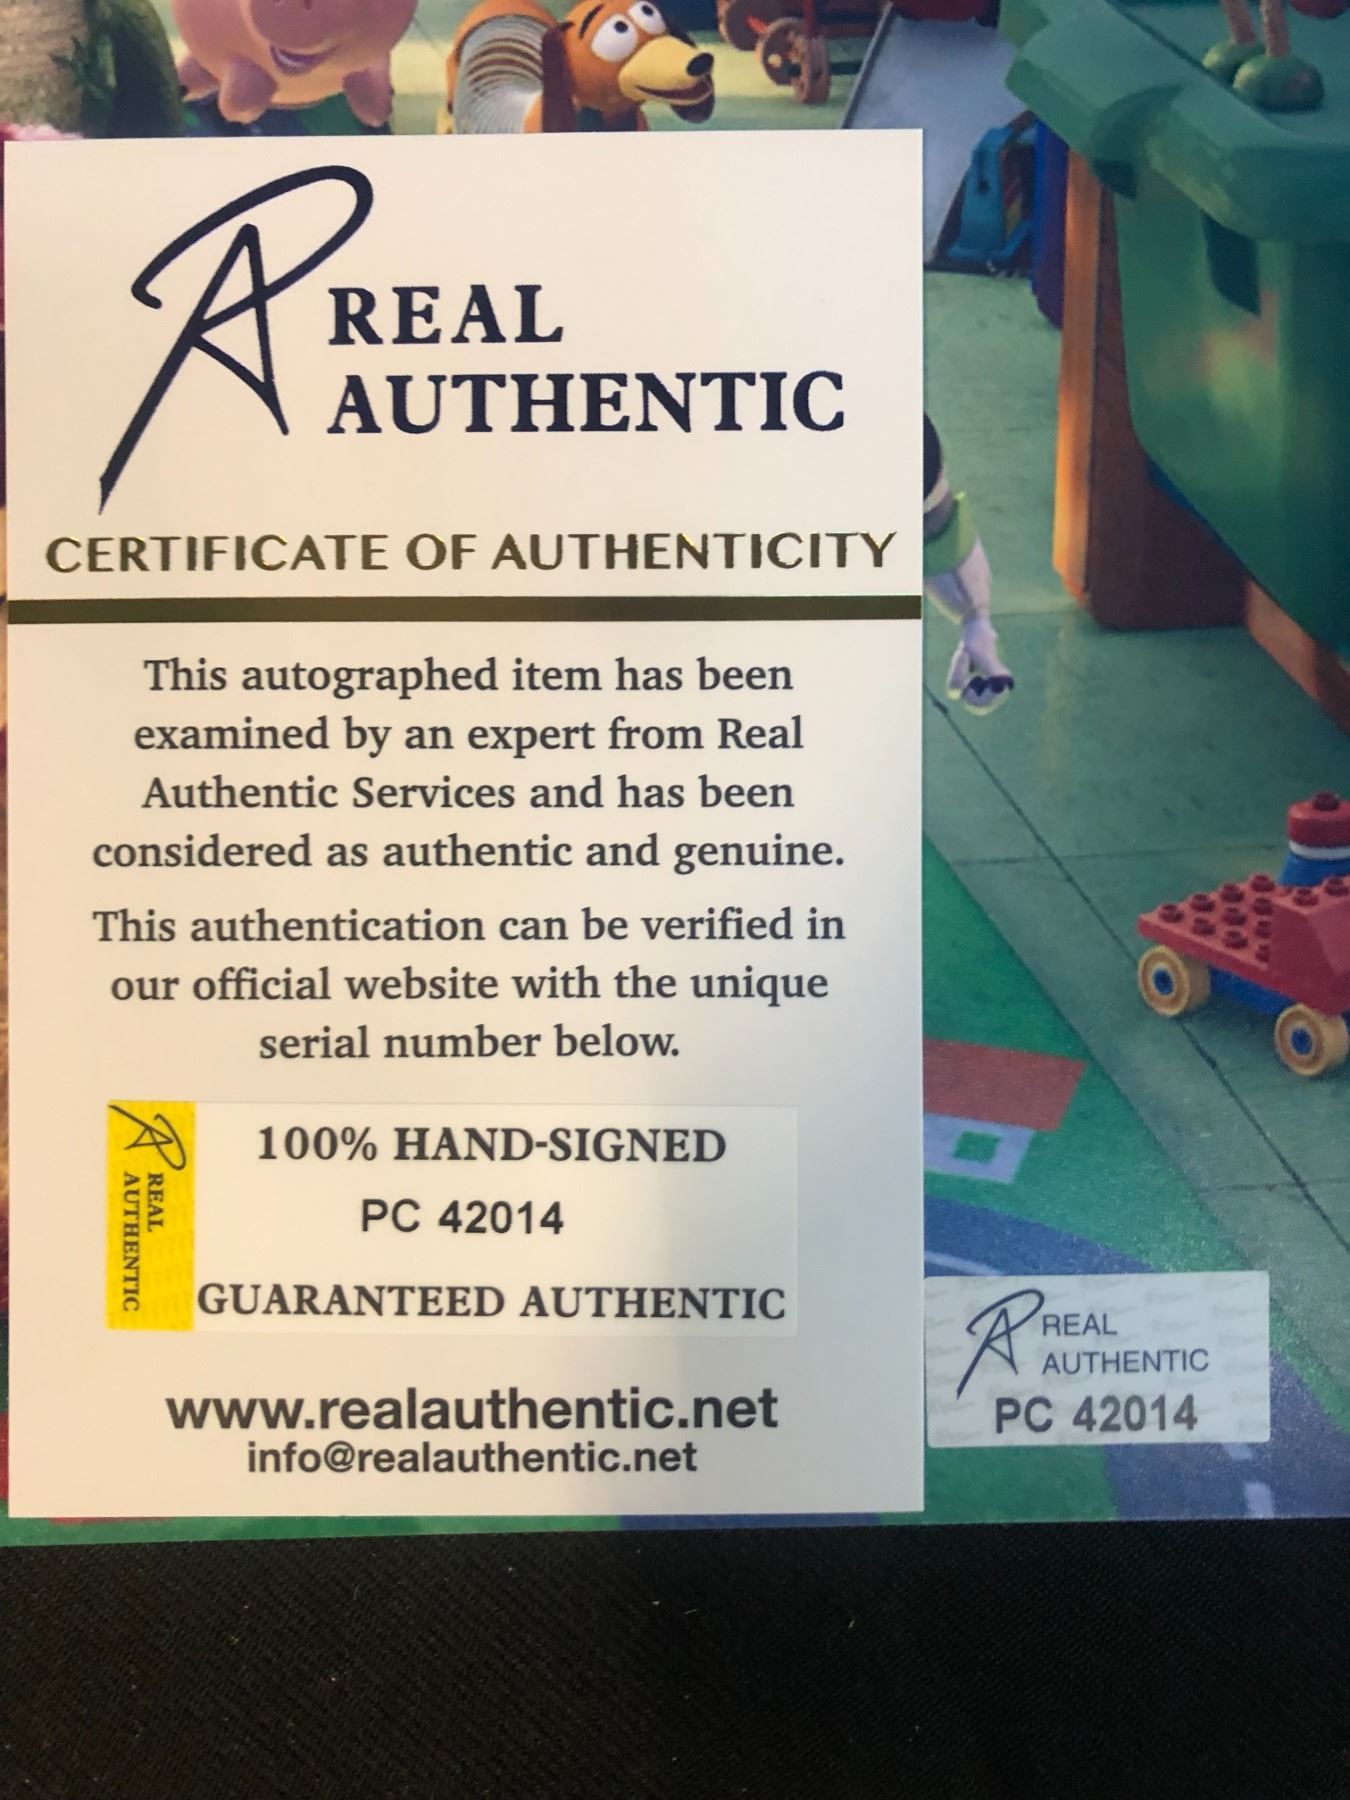 REAL
AUTHENTIC
CERTIFICATE OF AUTHENTICITY
This autographed item has been
examined by an expert from Real
Authentic Services and has been
considered as authentic and genuine.
This authentication can be verified in
our official website with the unique
serial number below.
REAL
AUTHENTIC
100% HAND-SIGNED
PC 42014
GUARANTEED AUTHENTIC
www.realauthentic.net
info@realauthentic.net
REAL
AUTHENTIC
PC 42014